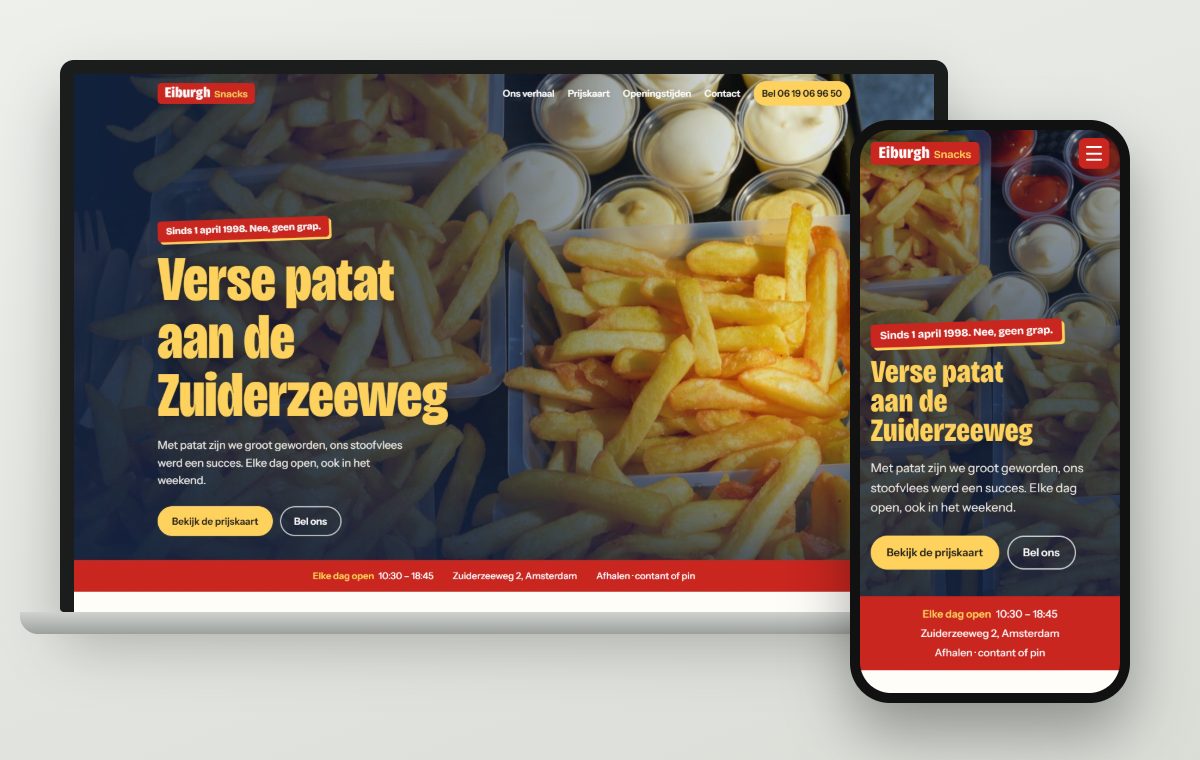 Eiburgh Snacks
Ons verhaal Prijskaart Openingstijden Contact Bel 06 19 06 96 50
Sinds 1 april 1998. Nee, geen grap.
Verse patat
aan de
Zuiderzeeweg
Met patat zijn we groot geworden, ons stoofvlees
werd een succes. Elke dag open, ook in het
weekend.
Bekijk de prijskaart Bel ons
Elke dag open 10:30 – 18:45 Zuiderzeeweg 2, Amsterdam Afhalen · contant of pin
Eiburgh Snacks
Sinds 1 april 1998. Nee, geen grap.
Verse patat
aan de
Zuiderzeeweg
Met patat zijn we groot geworden, ons
stoofvlees werd een succes. Elke dag
open, ook in het weekend.
Bekijk de prijskaart Bel ons
Elke dag open 10:30 – 18:45
Zuiderzeeweg 2, Amsterdam
Afhalen · contant of pin